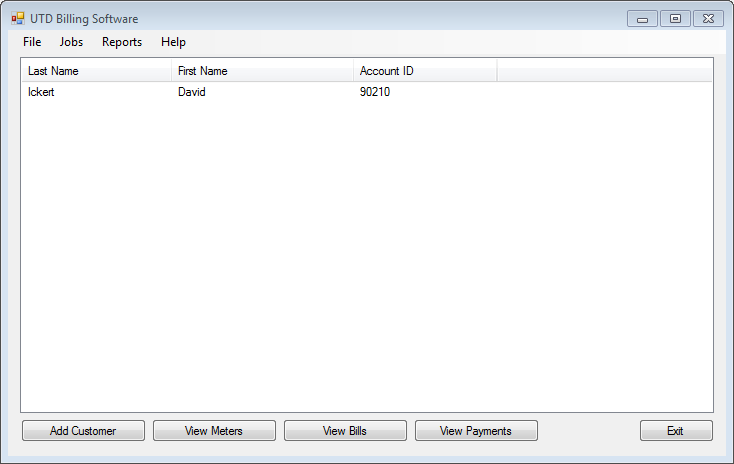 UTD Billing Software
File Jobs Reports Help
Last Name First Name Account ID
Ickert David 90210
Add Customer View Meters View Bills View Payments Exit